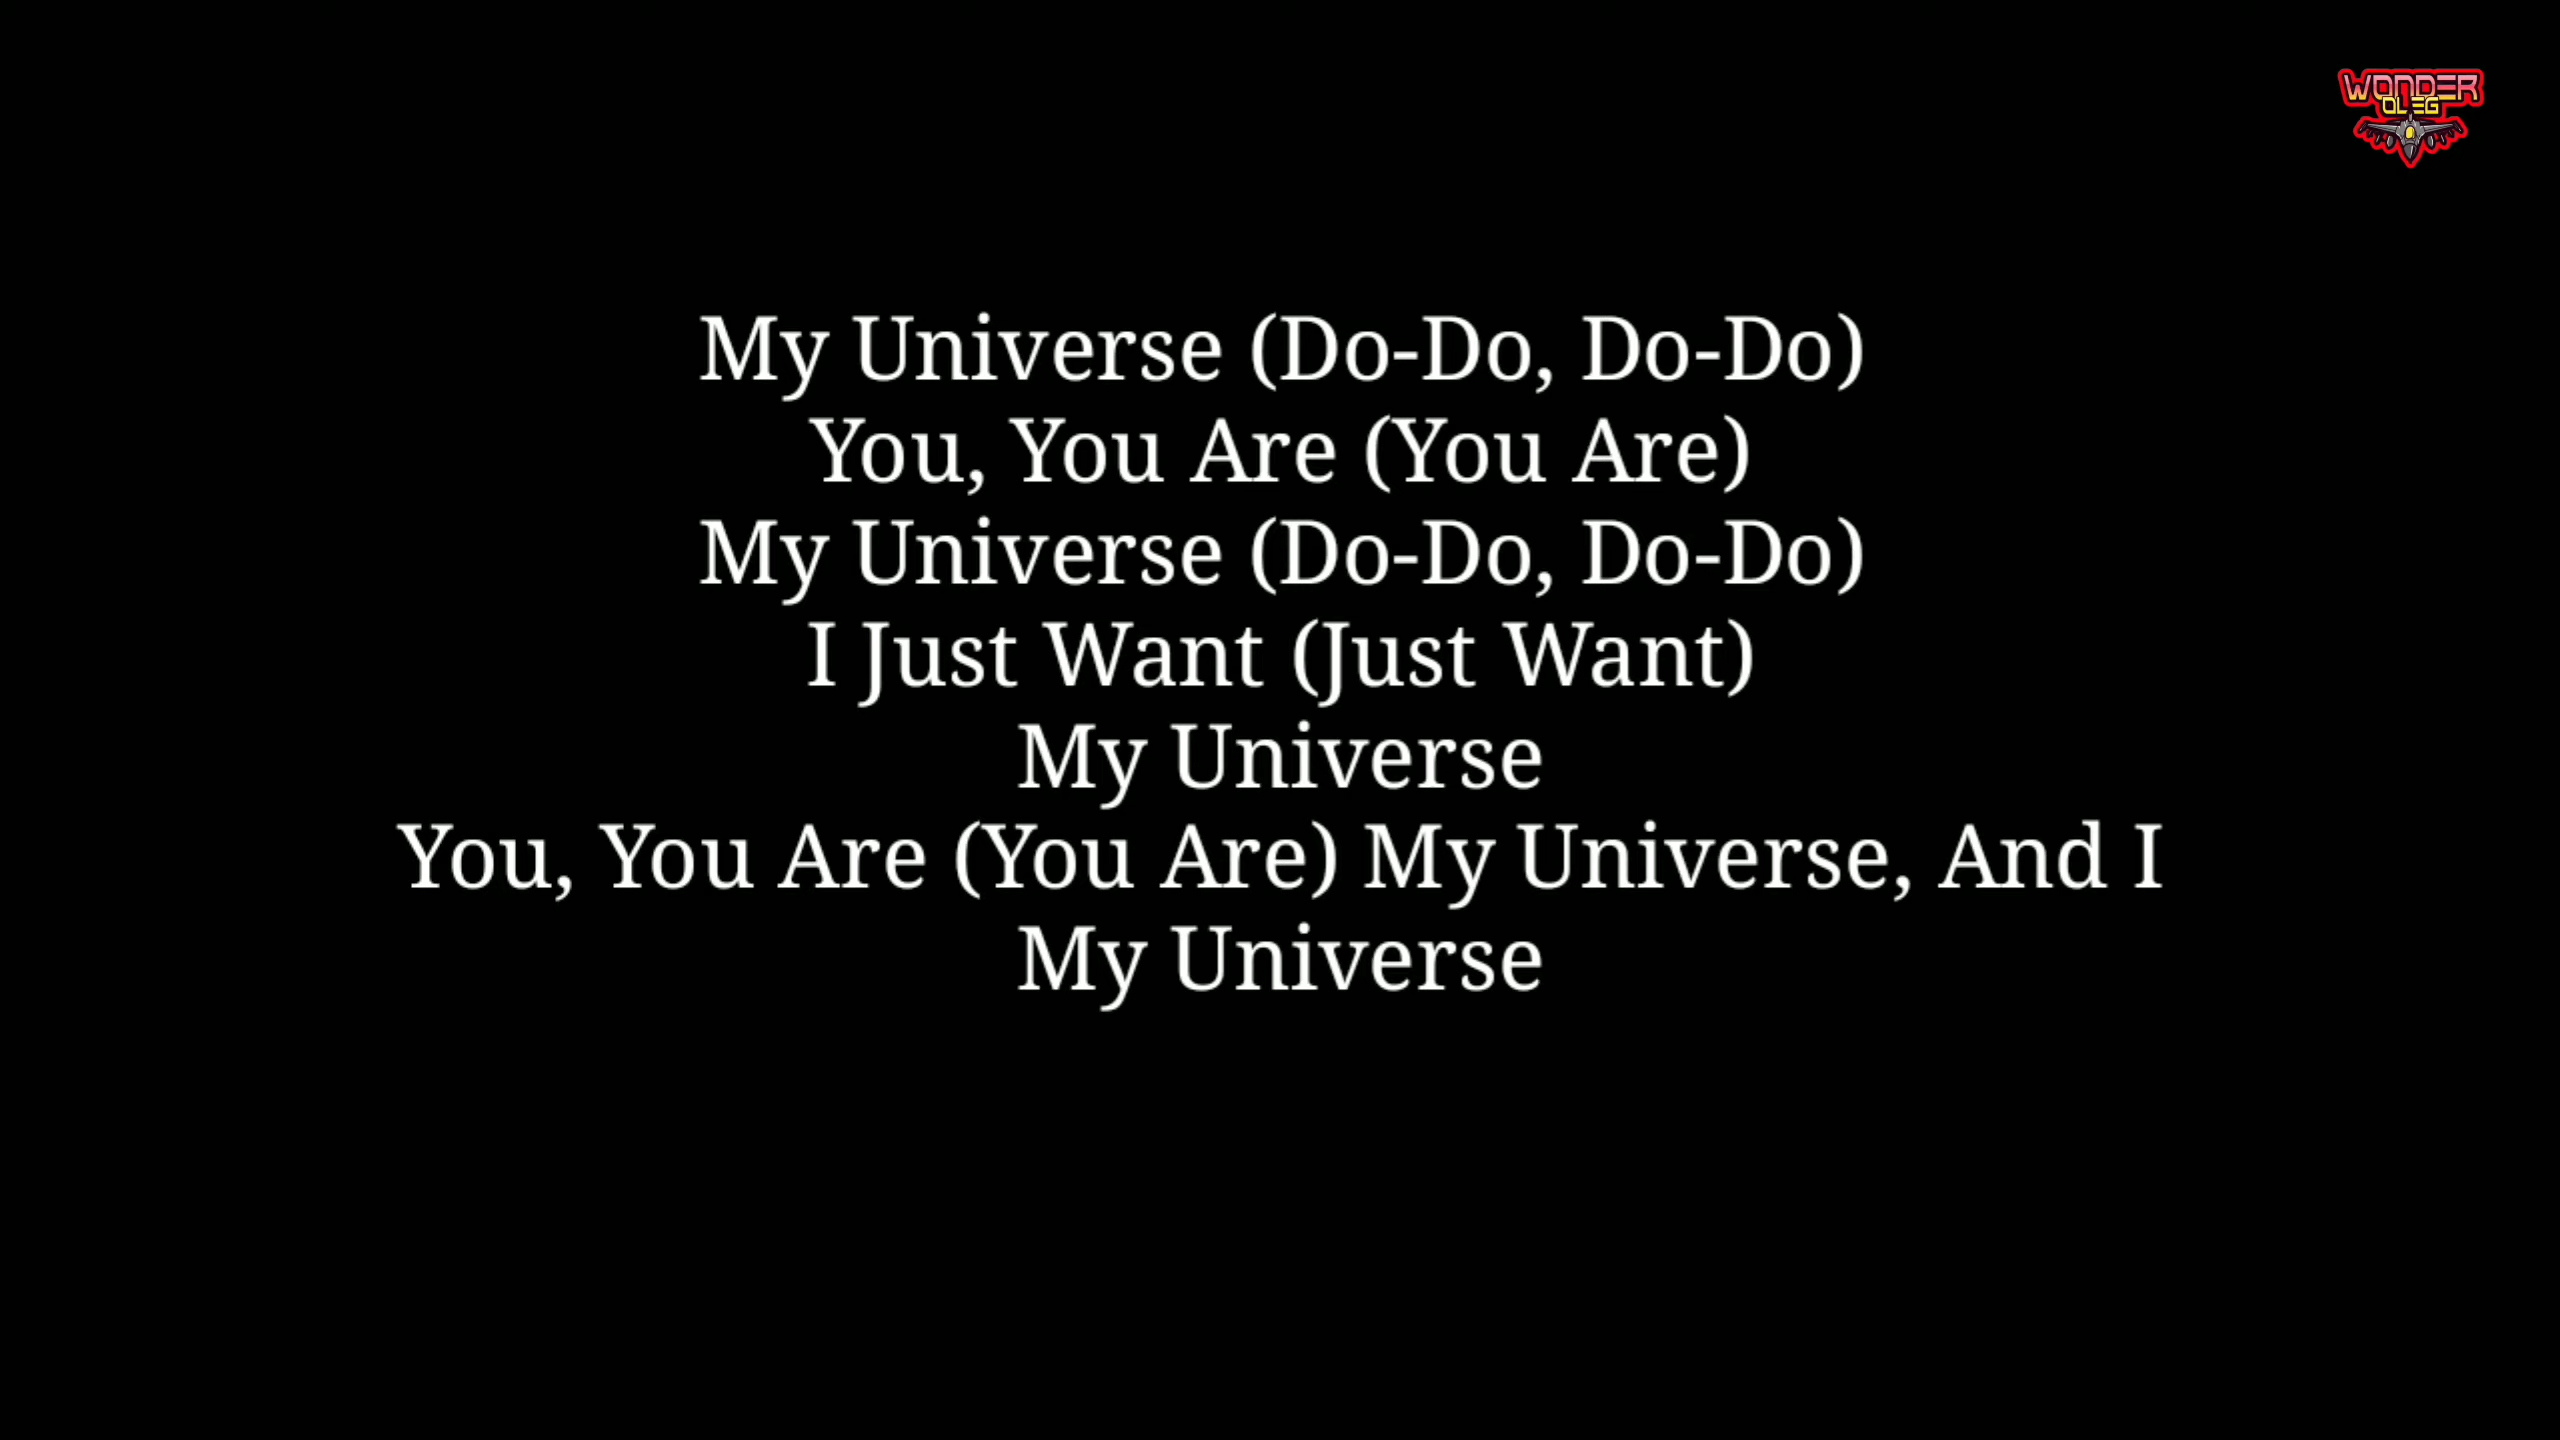 WONDER
OLEG
My Universe (Do-Do, Do-Do)
You, You Are (You Are)
My Universe (Do-Do, Do-Do)
I Just Want (Just Want)
My Universe
You, You Are (You Are) My Universe, And I
My Universe